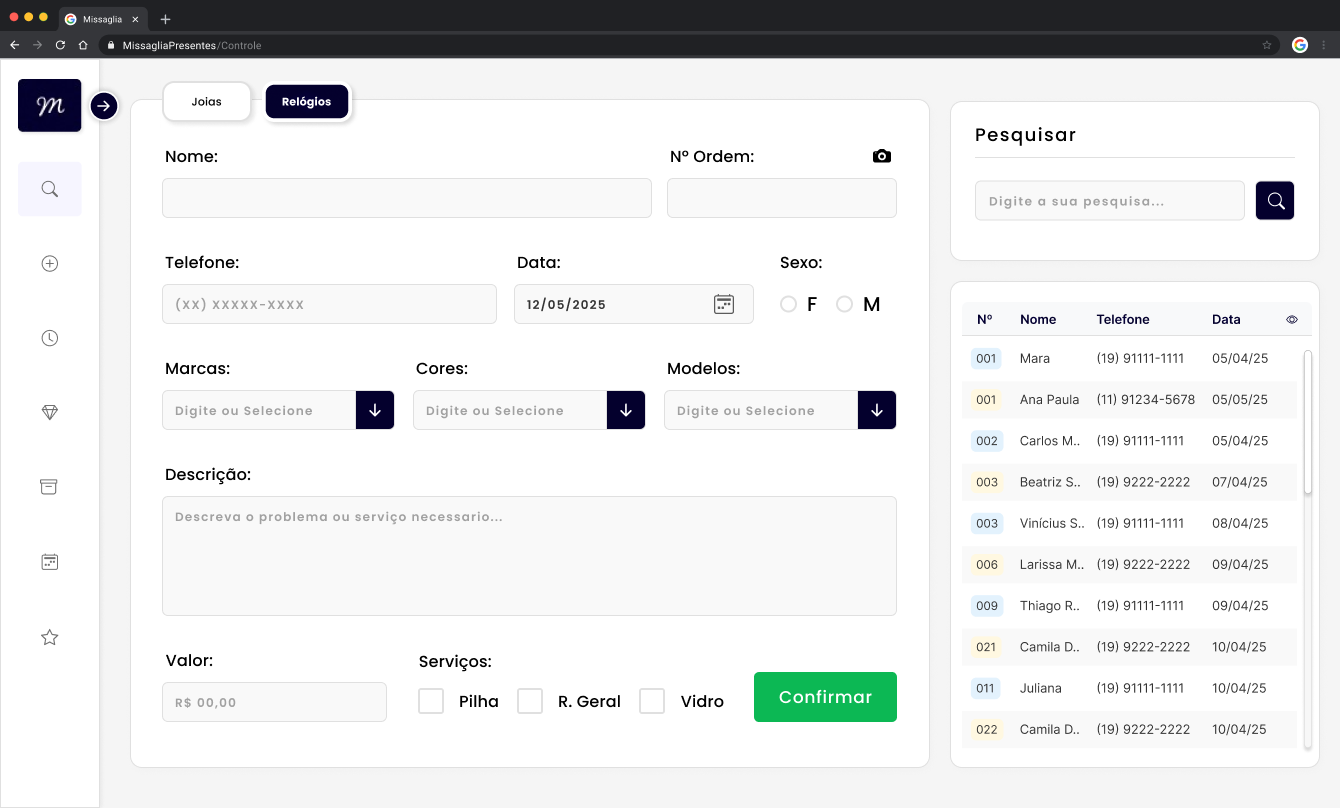 Missaglia
MissagliaPresentes/Controle
M
Joias
Relógios
Nome:
Nº Ordem:
Telefone:
(XX) XXXXX-XXXX
Data:
12/05/2025
Sexo:
F
M
Marcas:
Digite ou Selecione
Cores:
Digite ou Selecione
Modelos:
Digite ou Selecione
Descrição:
Descreva o problema ou serviço necessario...
Valor:
R$ 00,00
Serviços:
Pilha
R. Geral
Vidro
Confirmar
Pesquisar
Digite a sua pesquisa...
Nº Nome Telefone Data
001 Mara (19) 91111-1111 05/04/25
001 Ana Paula (11) 91234-5678 05/05/25
002 Carlos M.. (19) 91111-1111 05/04/25
003 Beatriz S.. (19) 9222-2222 07/04/25
003 Vinícius S.. (19) 91111-1111 08/04/25
006 Larissa M.. (19) 9222-2222 09/04/25
009 Thiago R.. (19) 91111-1111 09/04/25
021 Camila D.. (19) 9222-2222 10/04/25
011 Juliana (19) 91111-1111 10/04/25
022 Camila D.. (19) 9222-2222 10/04/25